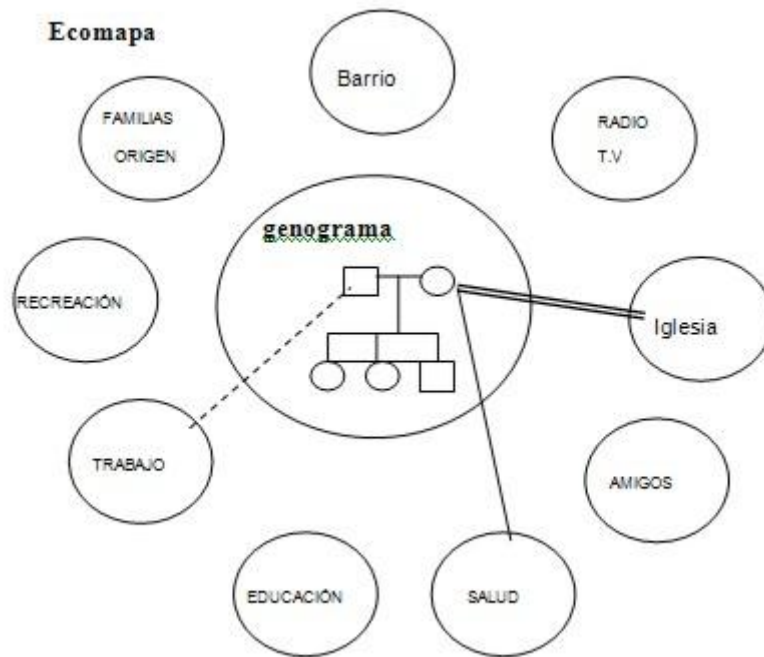 Ecomapa
Barrio
FAMILIAS
ORIGEN
RADIO
T.V
genograma
RECREACIÓN
Iglesia
TRABAJO
AMIGOS
EDUCACIÓN
SALUD